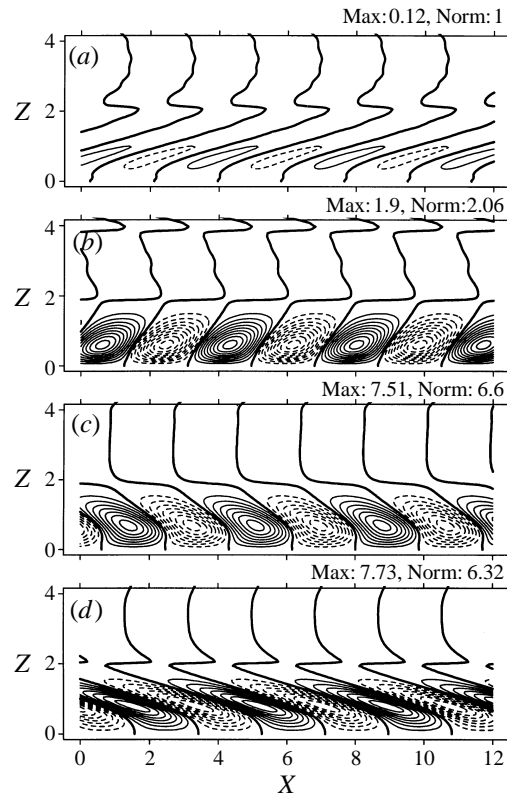 Max: 0.12, Norm: 1
(a)
4
Z 2
0
Max: 1.9, Norm:2.06
(b)
4
Z 2
0
Max: 7.51, Norm: 6.6
(c)
4
Z 2
0
Max: 7.73, Norm: 6.32
(d)
4
Z 2
0
0 2 4 6 8 10 12
X